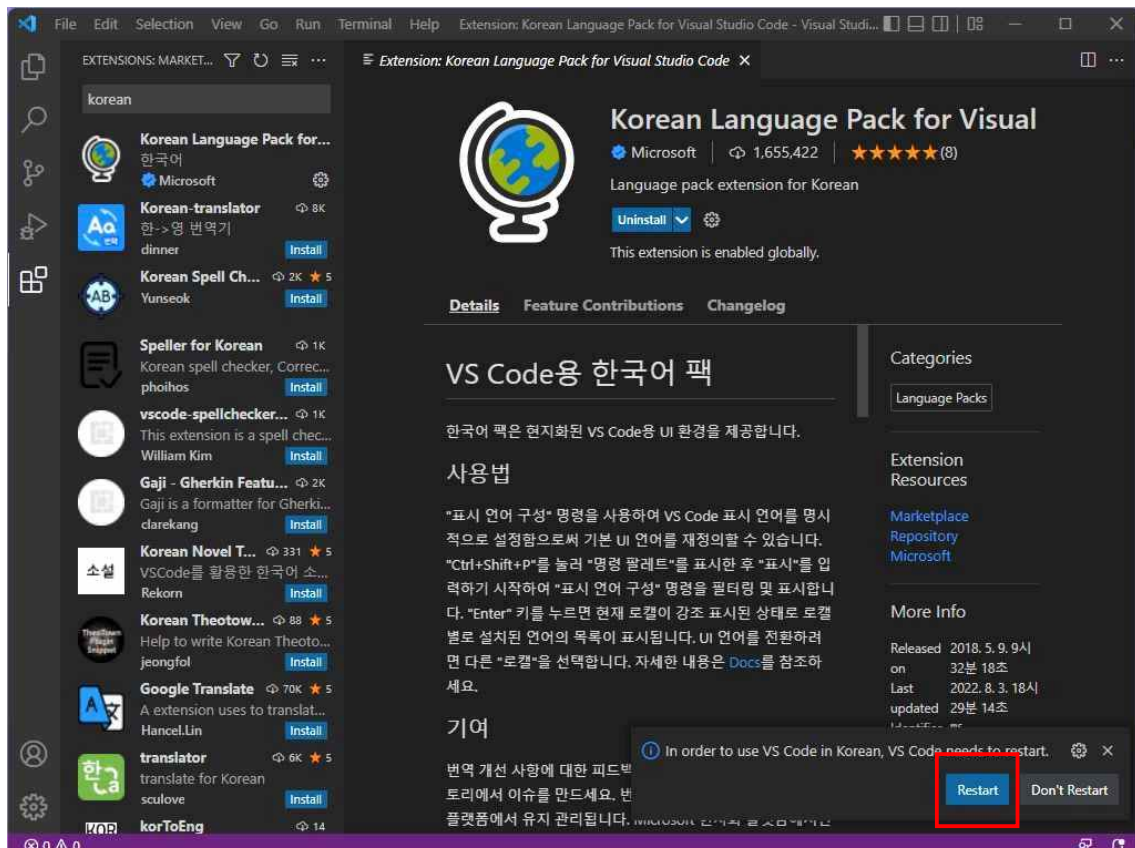 File Edit Selection View Go Run Terminal Help Extension: Korean Language Pack for Visual Studio Code - Visual Studi...
EXTENSIONS: MARKET...
korean
Korean Language Pack for...
한국어
Microsoft
Korean-translator 8K
한->영 번역기
dinner Install
Korean Spell Ch... 2K ★ 5
Yunseok Install
Speller for Korean 1K
Korean spell checker, Correc...
phoihos Install
vscode-spellchecker... 1K
This extension is a spell chec...
William Kim Install
Gaji - Gherkin Featu... 2K
Gaji is a formatter for Gherki...
clarekang Install
소설
Korean Novel T... 331 ★ 5
VSCode를 활용한 한국어 소...
Rekorn Install
Korean Theotow... 88 ★ 5
Help to write Korean Theoto...
jeongfol Install
Google Translate 70K ★ 5
A extension uses to translat...
Hancel.Lin Install
translator 6K ★ 5
translate for Korean
sculove Install
KOR
korToEng 14
0 0
Extension: Korean Language Pack for Visual Studio Code
Korean Language Pack for Visual
Microsoft 1,655,422 ★★★★★(8)
Language pack extension for Korean
Uninstall
This extension is enabled globally.
Details Feature Contributions Changelog
VS Code용 한국어 팩
한국어 팩은 현지화된 VS Code용 UI 환경을 제공합니다.
사용법
"표시 언어 구성" 명령을 사용하여 VS Code 표시 언어를 명시
적으로 설정함으로써 기본 UI 언어를 재정의할 수 있습니다.
"Ctrl+Shift+P"를 눌러 "명령 팔레트"를 표시한 후 "표시"를 입
력하기 시작하여 "표시 언어 구성" 명령을 필터링 및 표시합니
다. "Enter" 키를 누르면 현재 로캘이 강조 표시된 상태로 로캘
별로 설치된 언어의 목록이 표시됩니다. UI 언어를 전환하려
면 다른 "로캘"을 선택합니다. 자세한 내용은 Docs를 참조하
세요.
기여
번역 개선 사항에 대한 피드백
토리에서 이슈를 만드세요. 번
플랫폼에서 유지 관리됩니다.
Categories
Language Packs
Extension
Resources
Marketplace
Repository
Microsoft
More Info
Released 2018. 5. 9. 9시
on 32분 18초
Last 2022. 8. 3. 18시
updated 29분 14초
In order to use VS Code in Korean, VS Code needs to restart.
Restart Don't Restart